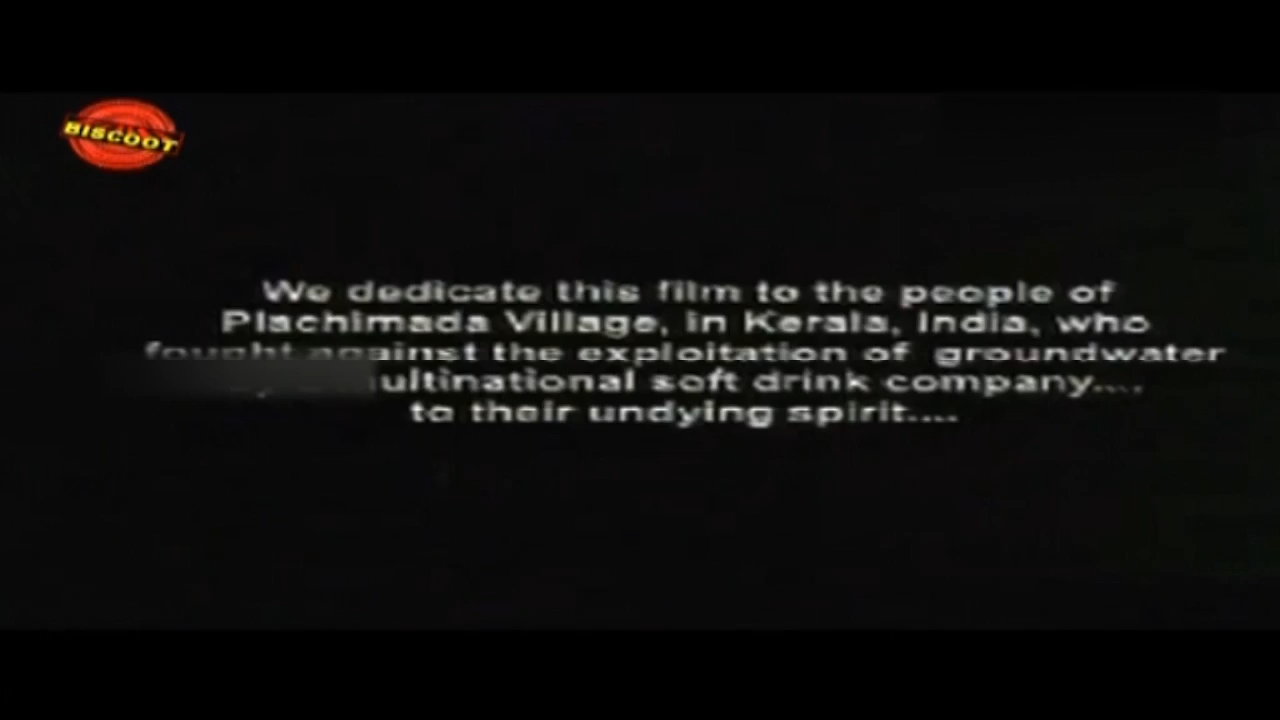 BISCOOT
We dedicate this film to the people of
Plachimada Village, in Kerala, India, who
fought against the exploitation of groundwater
soft drink company....
to their undying spirit....